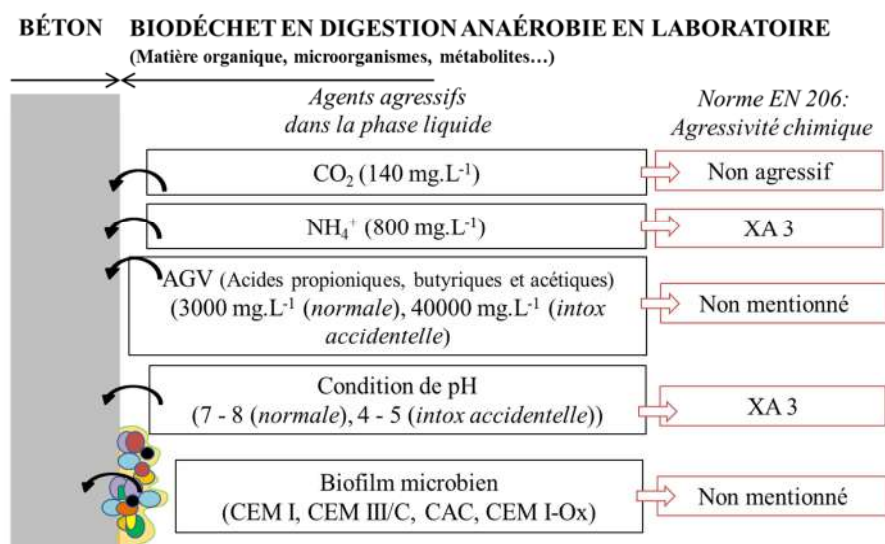 BÉTON BIODÉCHET EN DIGESTION ANAÉROBIE EN LABORATOIRE
(Matière organique, microorganismes, métabolites…)
Agents agressifs
dans la phase liquide
Norme EN 206:
Agressivité chimique
CO₂ (140 mg.L⁻¹)
Non agressif
NH₄⁺ (800 mg.L⁻¹)
XA 3
AGV (Acides propioniques, butyriques et acétiques)
(3000 mg.L⁻¹ (normale), 40000 mg.L⁻¹ (intox
accidentelle)
Non mentionné
Condition de pH
(7 - 8 (normale), 4 - 5 (intox accidentelle))
XA 3
Biofilm microbien
(CEM I, CEM III/C, CAC, CEM I-Ox)
Non mentionné